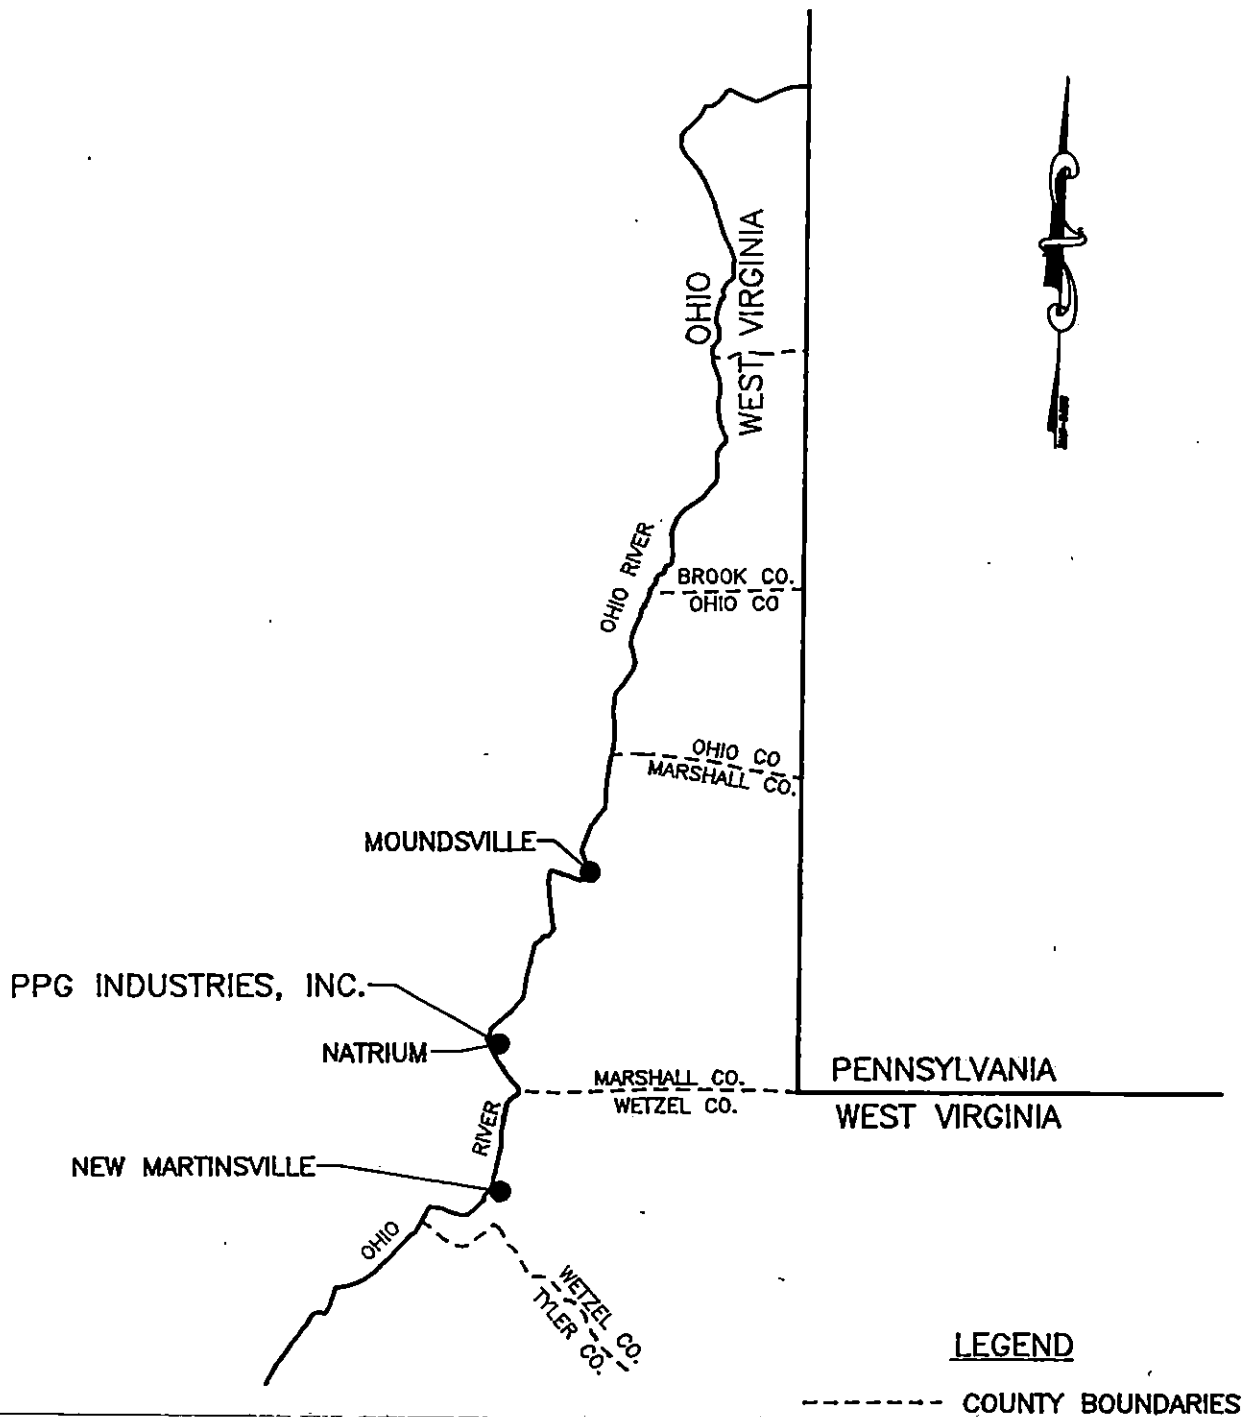 OHIO
WEST VIRGINIA
OHIO RIVER
BROOK CO.
OHIO CO
OHIO CO
MARSHALL CO.
MOUNDSVILLE
PPG INDUSTRIES, INC.
NATRIUM
MARSHALL CO.
WETZEL CO.
PENNSYLVANIA
WEST VIRGINIA
RIVER
NEW MARTINSVILLE
OHIO
WETZEL CO.
TYLER CO.
LEGEND
COUNTY BOUNDARIES